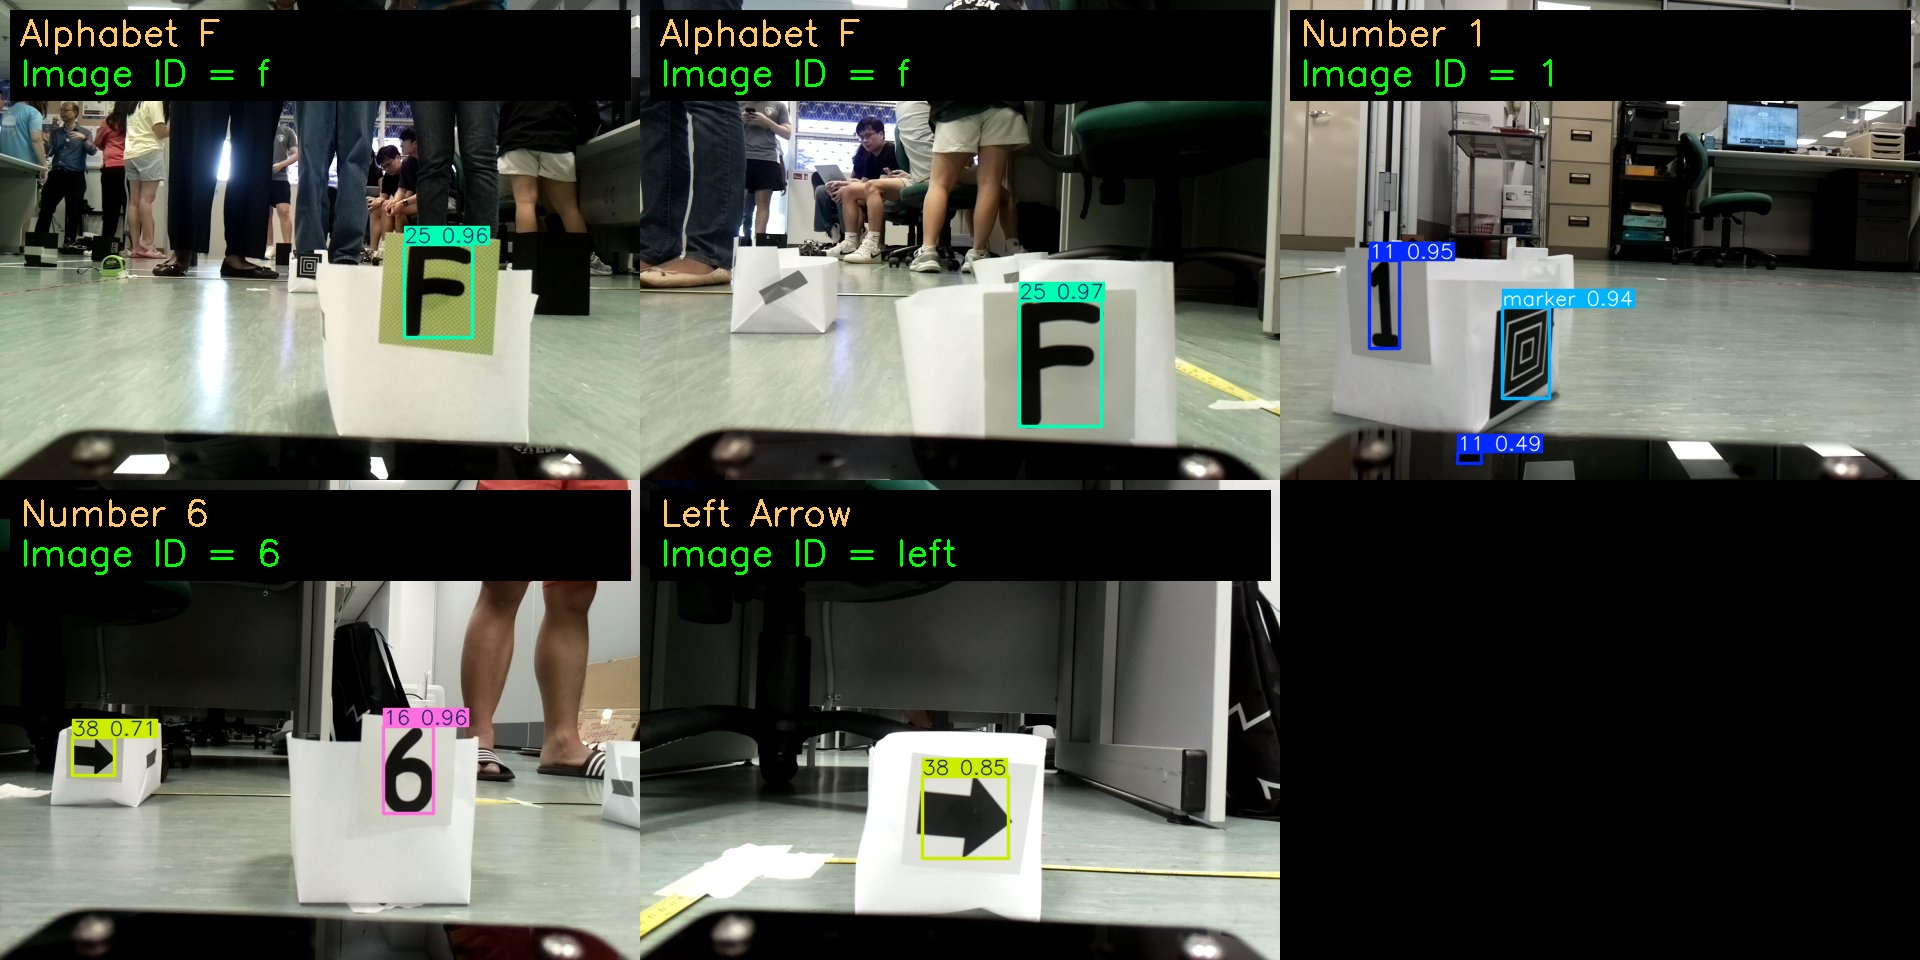 Alphabet F
Image ID = f
25 0.96
F
Alphabet F
Image ID = f
25 0.97
F
Number 1
Image ID = 1
11 0.95
1
marker 0.94
11 0.49
Number 6
Image ID = 6
38 0.71
16 0.96
6
Left Arrow
Image ID = left
38 0.85